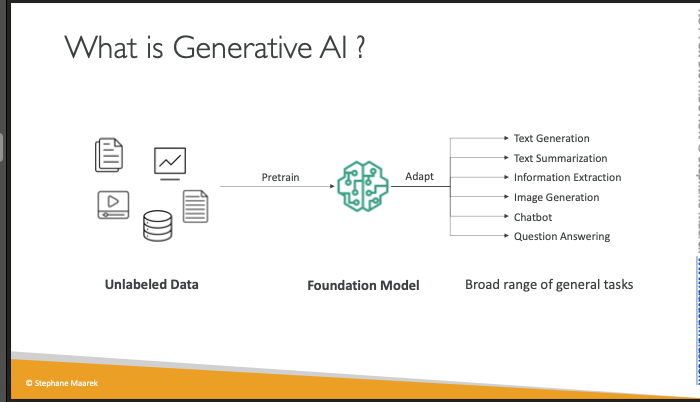 What is Generative AI ?
Pretrain
Adapt
Text Generation
Text Summarization
Information Extraction
Image Generation
Chatbot
Question Answering
Unlabeled Data
Foundation Model
Broad range of general tasks
© Stephane Maarek